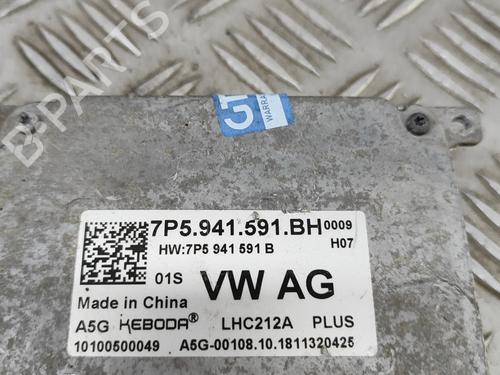 B-PARTS
31
WARRA
7P5.941.591.BH 0009
HW:7P5 941 591 B H07
01S VW AG
Made in China
A5G KEBODA® LHC212A PLUS
10100500049 A5G-00108.10.1811320425